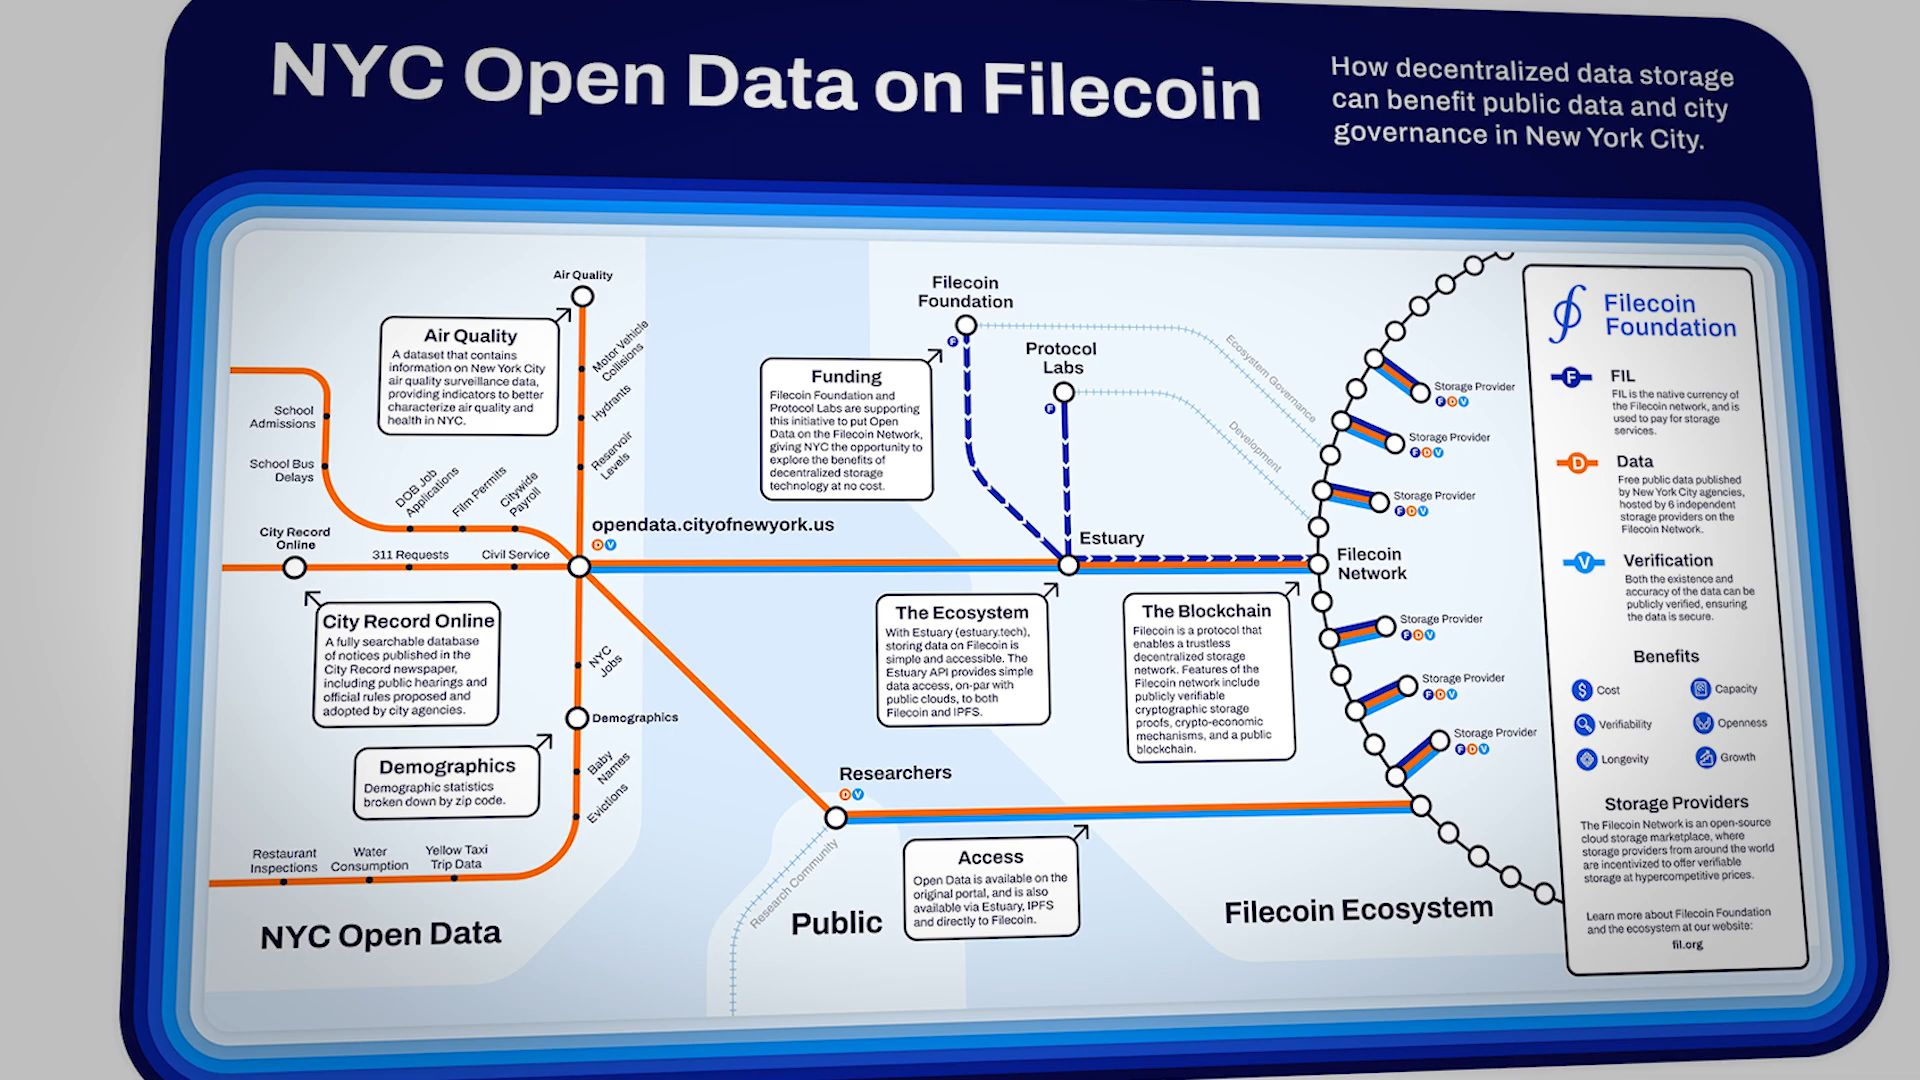 NYC Open Data on Filecoin
How decentralized data storage
can benefit public data and city
governance in New York City.
Air Quality
Motor Vehicle
Collisions
Hydrants
Reservoir
Levels
Air Quality
A dataset that contains
information on New York City
air quality surveillance data,
providing indicators to better
characterize air quality and
health in NYC.
School
Admissions
School Bus
Delays
DOB Job
Applications
Film Permits
Citywide
Payroll
City Record
Online
311 Requests
Civil Service
opendata.cityofnewyork.us
D V
City Record Online
A fully searchable database
of notices published in the
City Record newspaper,
including public hearings and
official rules proposed and
adopted by city agencies.
NYC
Jobs
Demographics
Baby
Names
Evictions
Demographics
Demographic statistics
broken down by zip code.
Restaurant
Inspections
Water
Consumption
Yellow Taxi
Trip Data
NYC Open Data
Filecoin
Foundation
F
Protocol
Labs
F
Funding
Filecoin Foundation and
Protocol Labs are supporting
this initiative to put Open
Data on the Filecoin Network,
giving NYC the opportunity to
explore the benefits of
decentralized storage
technology at no cost.
Ecosystem Governance
Development
Estuary
Filecoin
Network
The Ecosystem
With Estuary (estuary.tech),
storing data on Filecoin is
simple and accessible. The
Estuary API provides simple
data access, on-par with
public clouds, to both
Filecoin and IPFS.
The Blockchain
Filecoin is a protocol that
enables a trustless
decentralized storage
network. Features of the
Filecoin network include
publicly verifiable
cryptographic storage
proofs, crypto-economic
mechanisms, and a public
blockchain.
Storage Provider
F D V
Storage Provider
F D V
Storage Provider
F D V
Storage Provider
F D V
Storage Provider
F D V
Storage Provider
F D V
Researchers
D V
Research Community
Public
Access
Open Data is available on the
original portal, and is also
available via Estuary, IPFS
and directly to Filecoin.
Filecoin Ecosystem
Filecoin
Foundation
F
FIL
FIL is the native currency of
the Filecoin network, and is
used to pay for storage
services.
D
Data
Free public data published
by New York City agencies,
hosted by 6 independent
storage providers on the
Filecoin Network.
V
Verification
Both the existence and
accuracy of the data can be
publicly verified, ensuring
the data is secure.
Benefits
$ Cost
Capacity
Verifiability
Openness
Longevity
Growth
Storage Providers
The Filecoin Network is an open-source
cloud storage marketplace, where
storage providers from around the world
are incentivized to offer verifiable
storage at hypercompetitive prices.
Learn more about Filecoin Foundation
and the ecosystem at our website:
fil.org